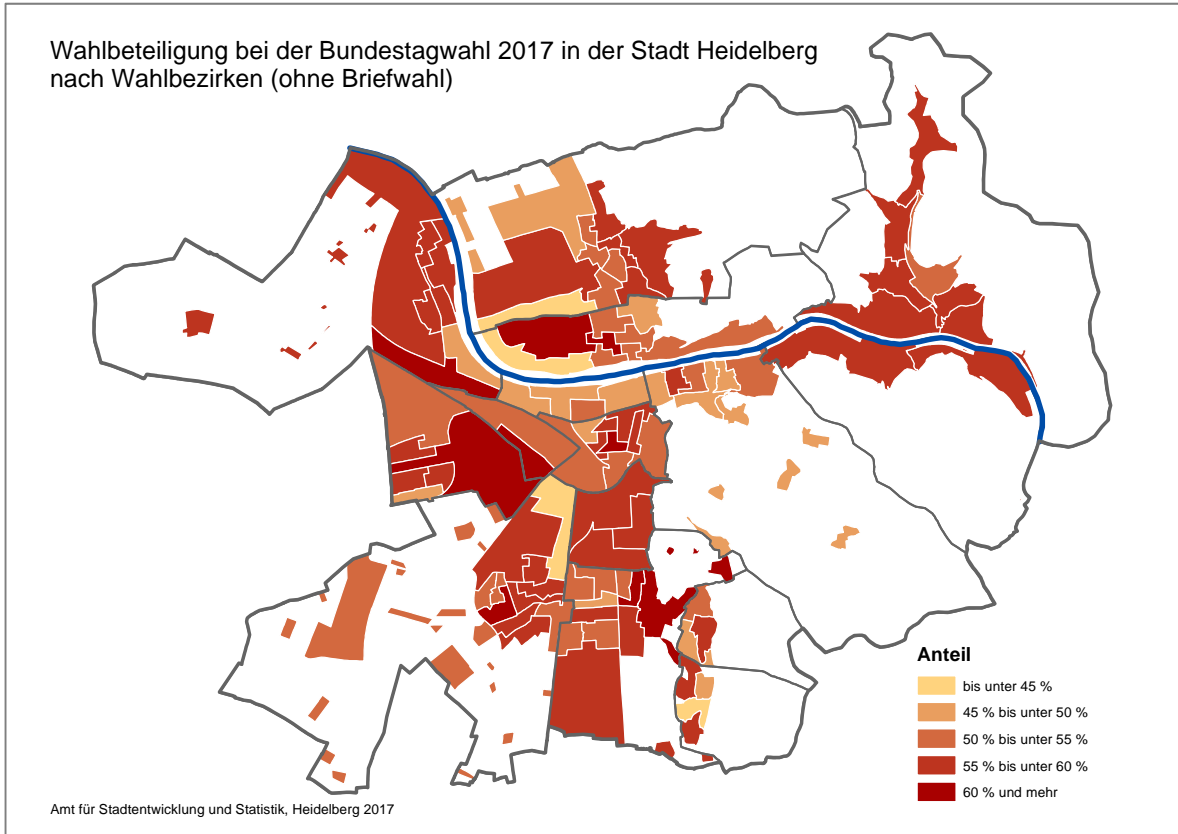 Wahlbeteiligung bei der Bundestagwahl 2017 in der Stadt Heidelberg
nach Wahlbezirken (ohne Briefwahl)
Anteil
bis unter 45 %
45 % bis unter 50 %
50 % bis unter 55 %
55 % bis unter 60 %
60 % und mehr
Amt für Stadtentwicklung und Statistik, Heidelberg 2017